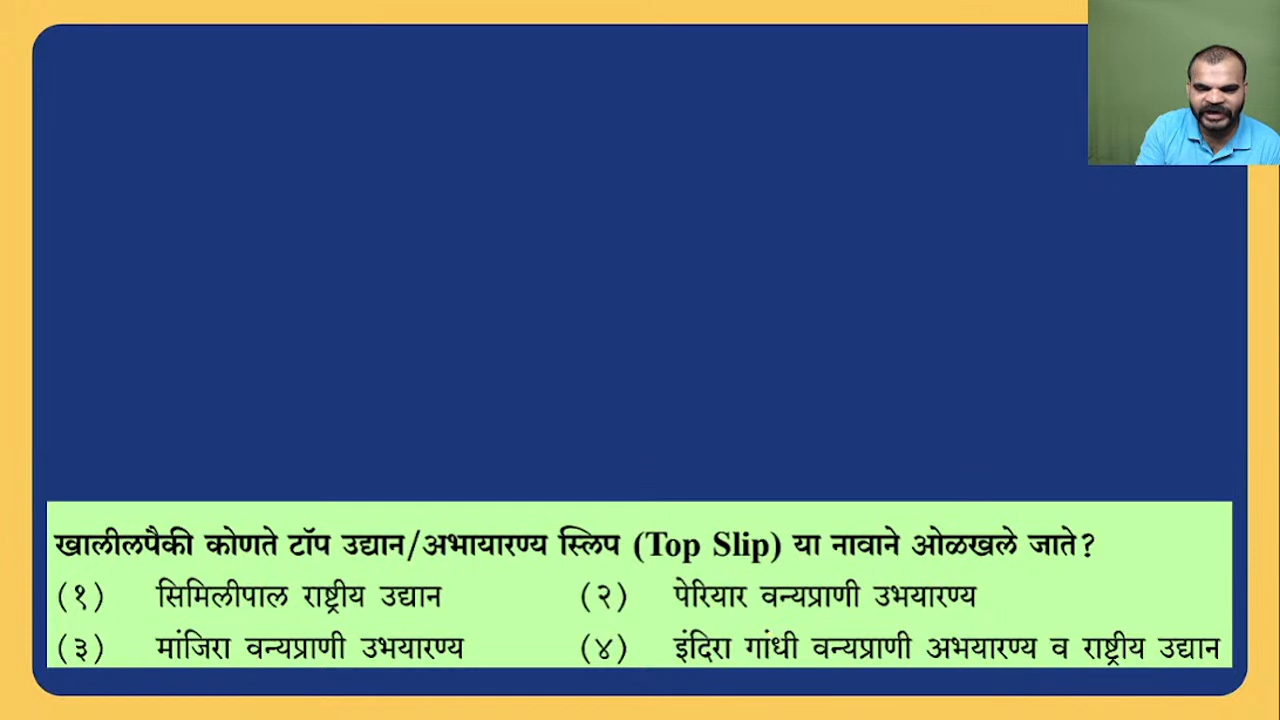 खालीलपैकी कोणते टॉप उद्यान/अभायारण्य स्लिप (Top Slip) या नावाने ओळखले जाते?
(१) सिमिलीपाल राष्ट्रीय उद्यान (२) पेरियार वन्यप्राणी उभयारण्य
(३) मांजिरा वन्यप्राणी उभयारण्य (४) इंदिरा गांधी वन्यप्राणी अभयारण्य व राष्ट्रीय उद्यान